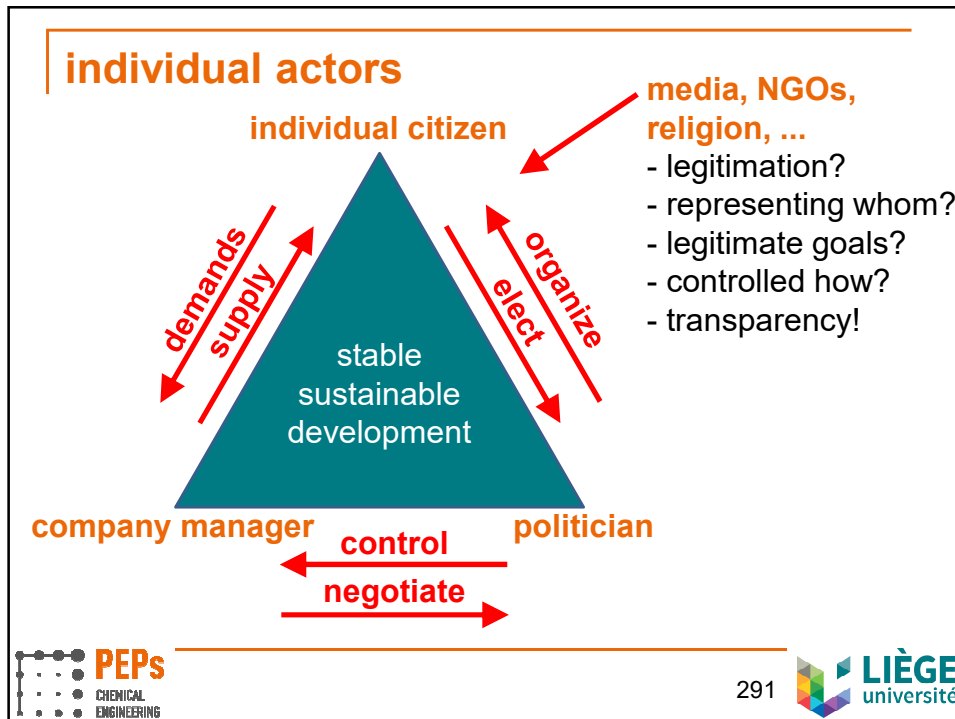 individual actors
individual citizen
media, NGOs,
religion, ...
- legitimation?
- representing whom?
- legitimate goals?
- controlled how?
- transparency!
demands
supply
elect
organize
stable
sustainable
development
company manager
politician
control
negotiate
PEPs
CHEMICAL
ENGINEERING
291
LIÈGE
université